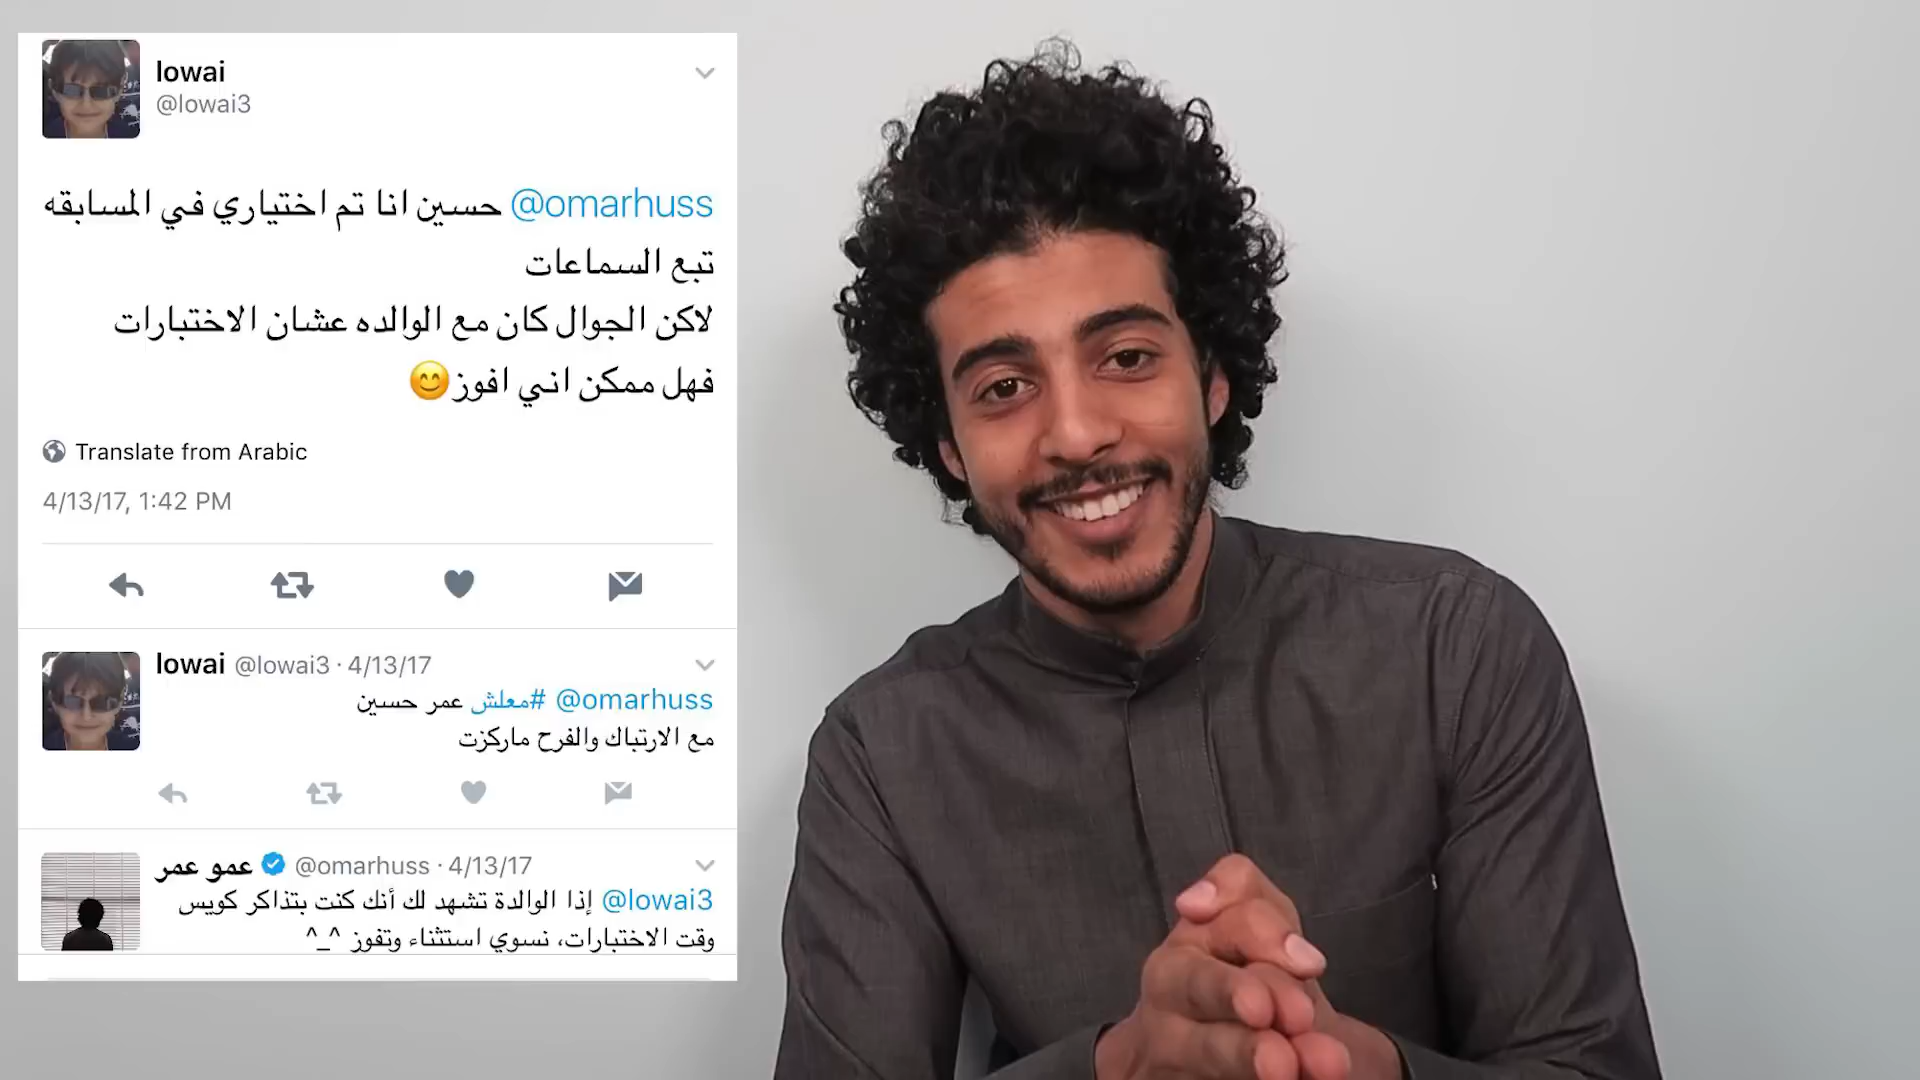 lowai
@lowai3
@omarhuss حسين انا تم اختياري في المسابقه
تبع السماعات
لاكن الجوال كان مع الوالده عشان الاختبارات
فهل ممكن اني افوز😊
Translate from Arabic
4/13/17, 1:42 PM
lowai @lowai3 · 4/13/17
@omarhuss #معلش عمر حسين
مع الارتباك والفرح ماركزت
عمو عمر @omarhuss · 4/13/17
@lowai3 إذا الوالدة تشهد لك أنك كنت بتذاكر كويس
وقت الاختبارات، نسوي استثناء وتفوز ^_^